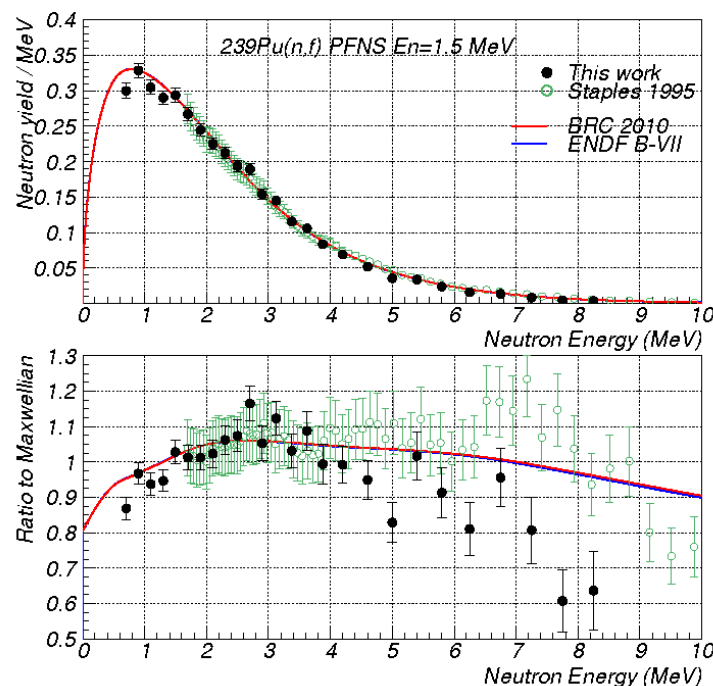 239Pu(n,f) PFNS En=1.5 MeV
This work
Staples 1995
BRC 2010
ENDF B-VII
Neutron yield / MeV
0.4
0.35
0.3
0.25
0.2
0.15
0.1
0.05
0 1 2 3 4 5 6 7 8 9 10
Neutron Energy (MeV)
Ratio to Maxwellian
1.3
1.2
1.1
1
0.9
0.8
0.7
0.6
0.5
0 1 2 3 4 5 6 7 8 9 10
Neutron Energy (MeV)